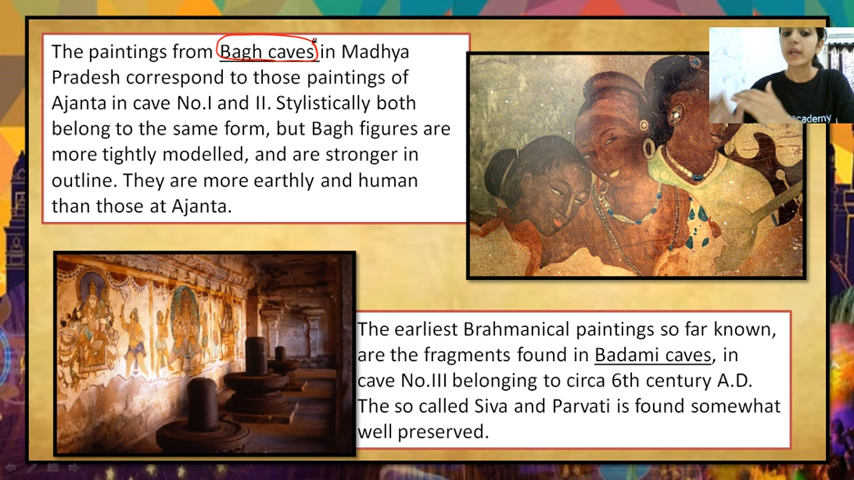 The paintings from Bagh caves in Madhya
Pradesh correspond to those paintings of
Ajanta in cave No.I and II. Stylistically both
belong to the same form, but Bagh figures are
more tightly modelled, and are stronger in
outline. They are more earthly and human
than those at Ajanta.
academy
The earliest Brahmanical paintings so far known,
are the fragments found in Badami caves, in
cave No.III belonging to circa 6th century A.D.
The so called Siva and Parvati is found somewhat
well preserved.